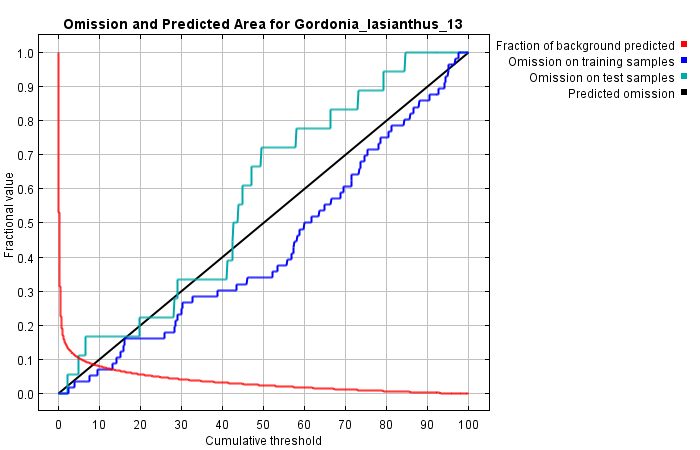 Omission and Predicted Area for Gordonia_lasianthus_13
Fraction of background predicted
Omission on training samples
Omission on test samples
Predicted omission
Fractional value
1.0
0.9
0.8
0.7
0.6
0.5
0.4
0.3
0.2
0.1
0.0
0 10 20 30 40 50 60 70 80 90 100
Cumulative threshold